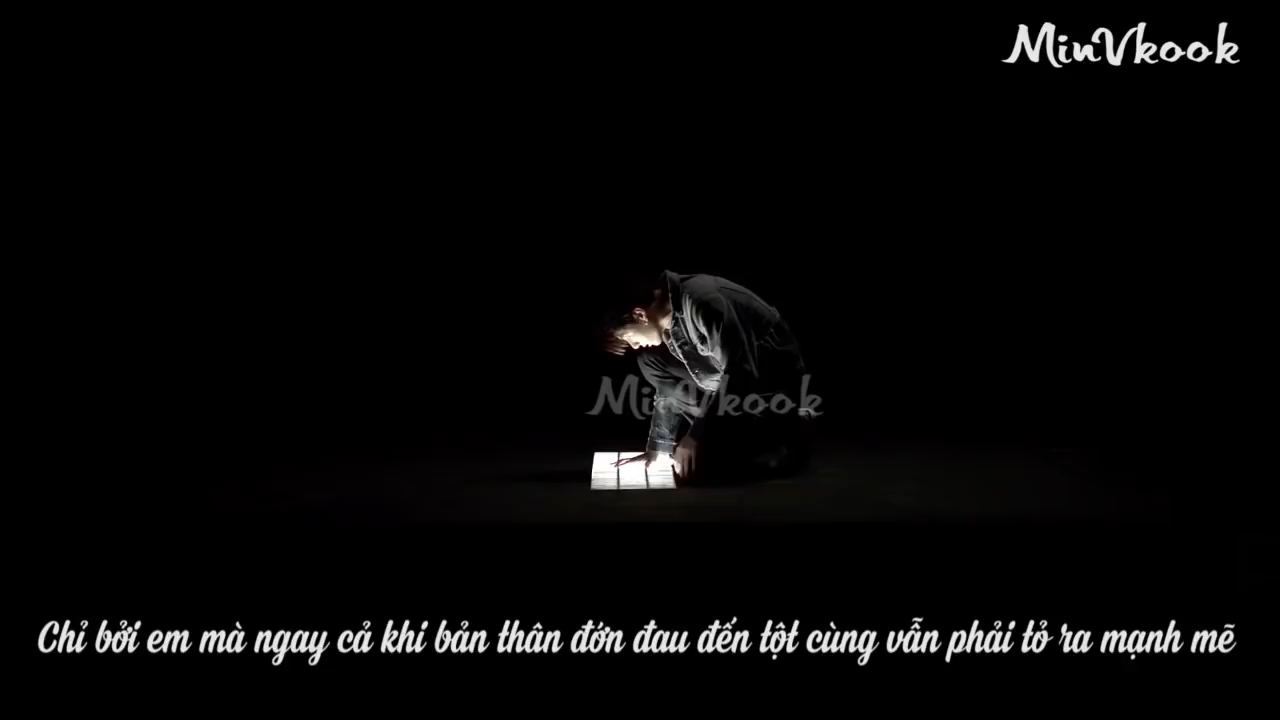 MinVkook
MinVkook
Chỉ bởi em mà ngay cả khi bản thân đớn đau đến tột cùng vẫn phải tỏ ra mạnh mẽ